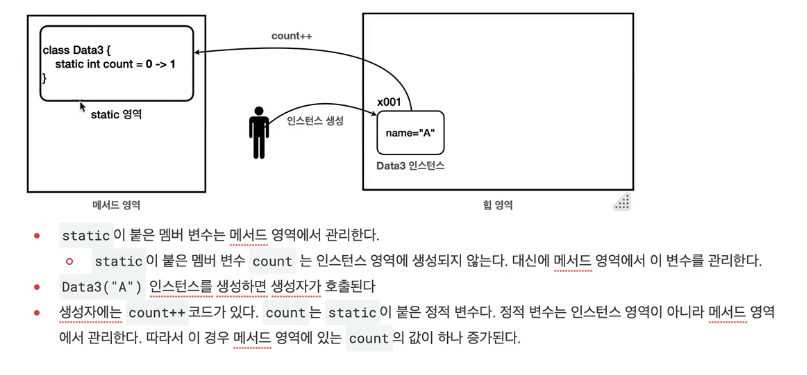 count++
class Data3 {
static int count = 0 -> 1
}
static 영역
x001
name="A"
인스턴스 생성
Data3 인스턴스
메서드 영역
힙 영역
static 이 붙은 멤버 변수는 메서드 영역에서 관리한다.
static 이 붙은 멤버 변수 count 는 인스턴스 영역에 생성되지 않는다. 대신에 메서드 영역에서 이 변수를 관리한다.
Data3("A") 인스턴스를 생성하면 생성자가 호출된다
생성자에는 count++ 코드가 있다. count 는 static 이 붙은 정적 변수다. 정적 변수는 인스턴스 영역이 아니라 메서드 영역
에서 관리한다. 따라서 이 경우 메서드 영역에 있는 count 의 값이 하나 증가된다.